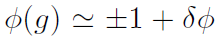 ϕ(g) ≃ ±1 + δϕ